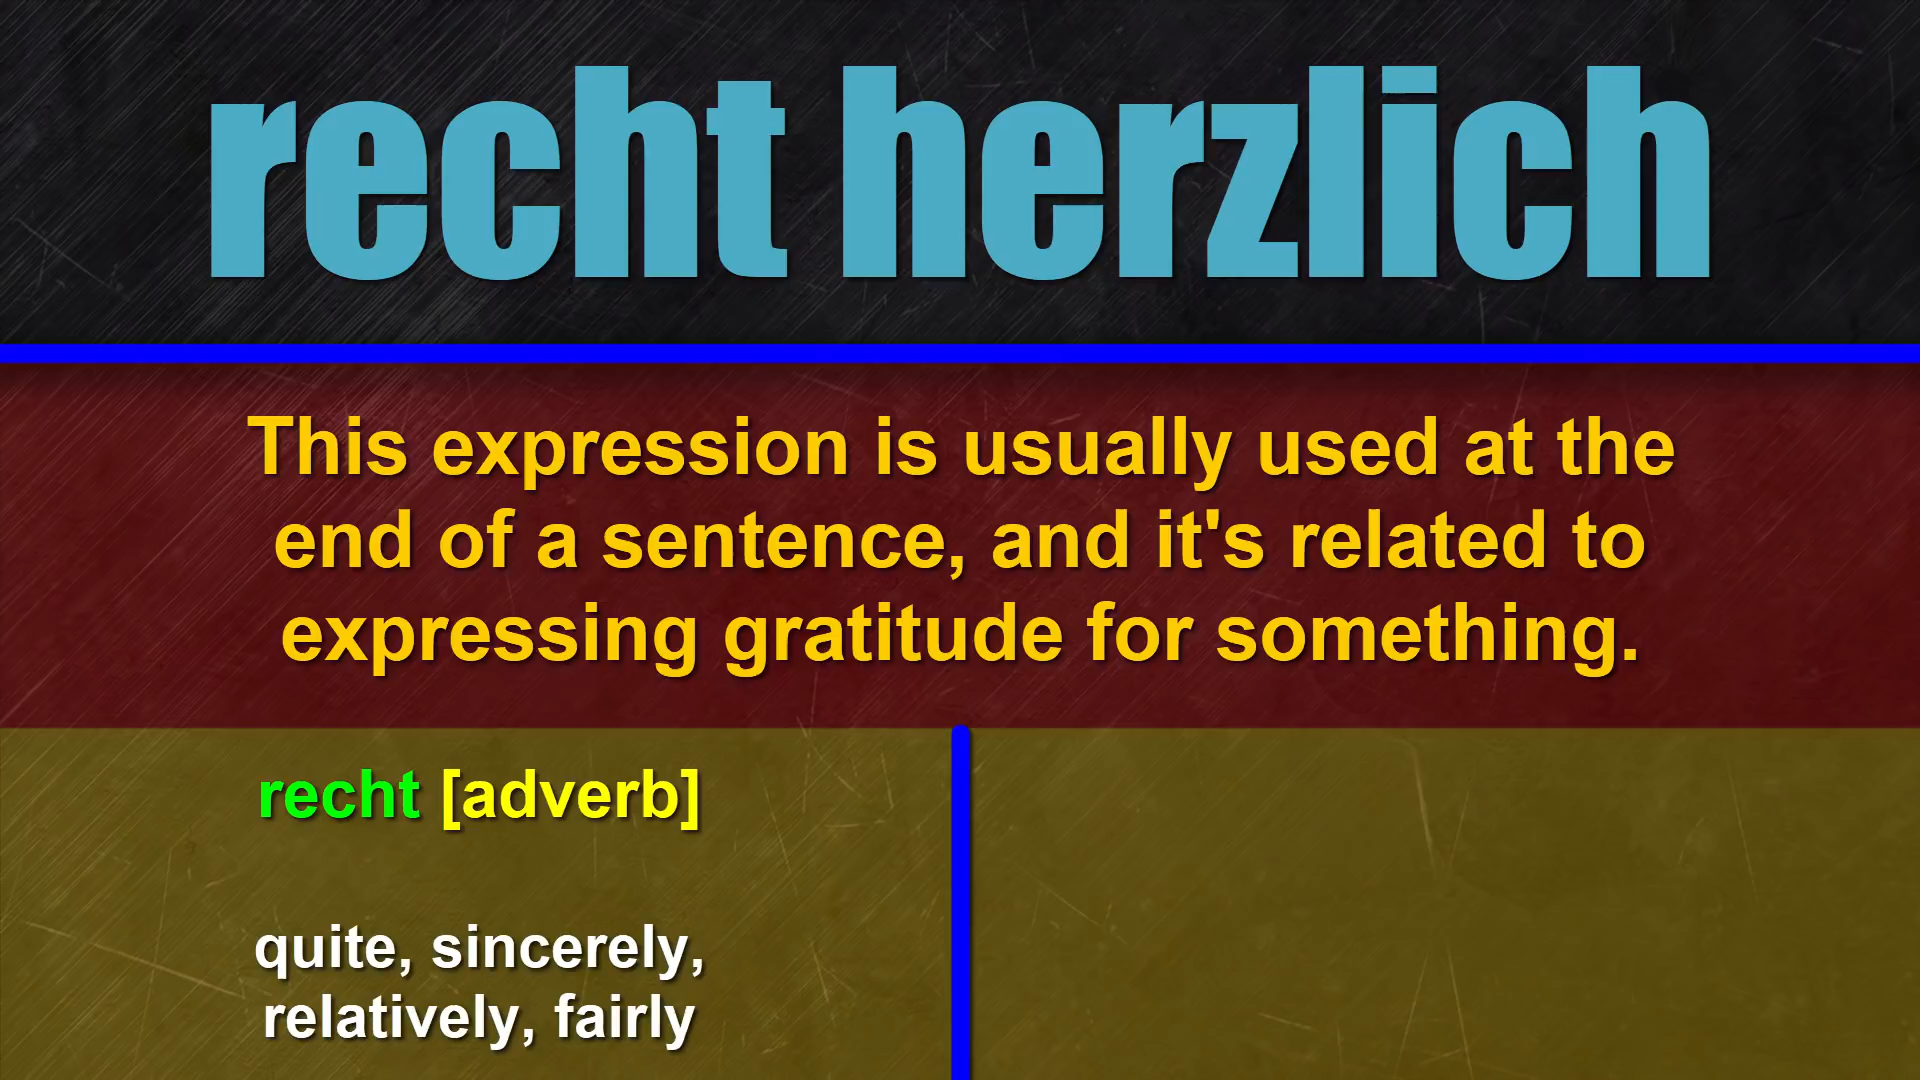 recht herzlich
This expression is usually used at the
end of a sentence, and it's related to
expressing gratitude for something.
recht [adverb]
quite, sincerely,
relatively, fairly